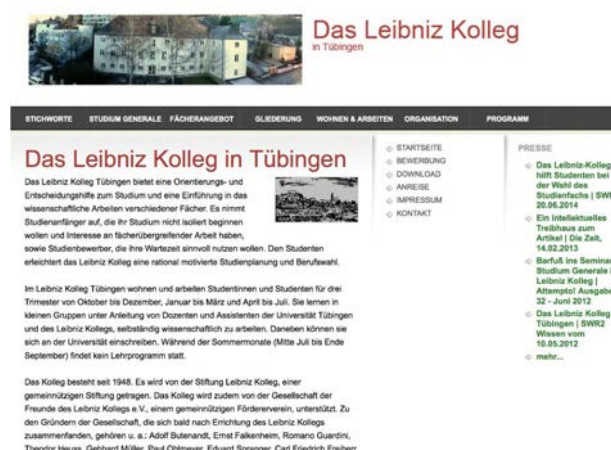 Das Leibniz Kolleg
in Tübingen
STICHWORTE STUDIUM GENERALE FÄCHERANGEBOT GLIEDERUNG WOHNEN & ARBEITEN ORGANISATION PROGRAMM
Das Leibniz Kolleg in Tübingen
Das Leibniz Kolleg Tübingen bietet eine Orientierungs- und
Entscheidungshilfe zum Studium und eine Einführung in das
wissenschaftliche Arbeiten verschiedener Fächer. Es nimmt
Studienanfänger auf, die ihr Studium nicht isoliert beginnen
wollen und Interesse an fächerübergreifender Arbeit haben,
sowie Studienbewerber, die ihre Wartezeit sinnvoll nutzen wollen. Den Studenten
erleichtert das Leibniz Kolleg eine rational motivierte Studienplanung und Berufswahl.
Im Leibniz Kolleg Tübingen wohnen und arbeiten Studentinnen und Studenten für drei
Trimester von Oktober bis Dezember, Januar bis März und April bis Juli. Sie lernen in
kleinen Gruppen unter Anleitung von Dozenten und Assistenten der Universität Tübingen
und des Leibniz Kollegs, selbständig wissenschaftlich zu arbeiten. Daneben können sie
sich an der Universität einschreiben. Während der Sommermonate (Mitte Juli bis Ende
September) findet kein Lehrprogramm statt.
Das Kolleg besteht seit 1948. Es wird von der Stiftung Leibniz Kolleg, einer
gemeinnützigen Stiftung getragen. Das Kolleg wird zudem von der Gesellschaft der
Freunde des Leibniz Kollegs e.V., einem gemeinnützigen Fördererverein, unterstützt. Zu
den Gründern der Gesellschaft, die sich bald nach Errichtung des Leibniz Kollegs
zusammenfanden, gehören u. a.: Adolf Butenandt, Ernst Falkenheim, Romano Guardini,
Theodor Heuss, Gebhard Müller, Paul Ohlmeyer, Eduard Spranger, Carl Friedrich Freiherr
STARTSEITE
BEWERBUNG
DOWNLOAD
ANREISE
IMPRESSUM
KONTAKT
PRESSE
Das Leibniz-Kolleg
hilft Studenten bei
der Wahl des
Studienfachs | SWR
20.06.2014
Ein intellektuelles
Treibhaus zum
Artikel | Die Zeit,
14.02.2013
Barfuß ins Seminar
Studium Generale
Leibniz Kolleg |
Attempto! Ausgabe
32 - Juni 2012
Das Leibniz Kolleg
Tübingen | SWR2
Wissen vom
10.05.2012
mehr...